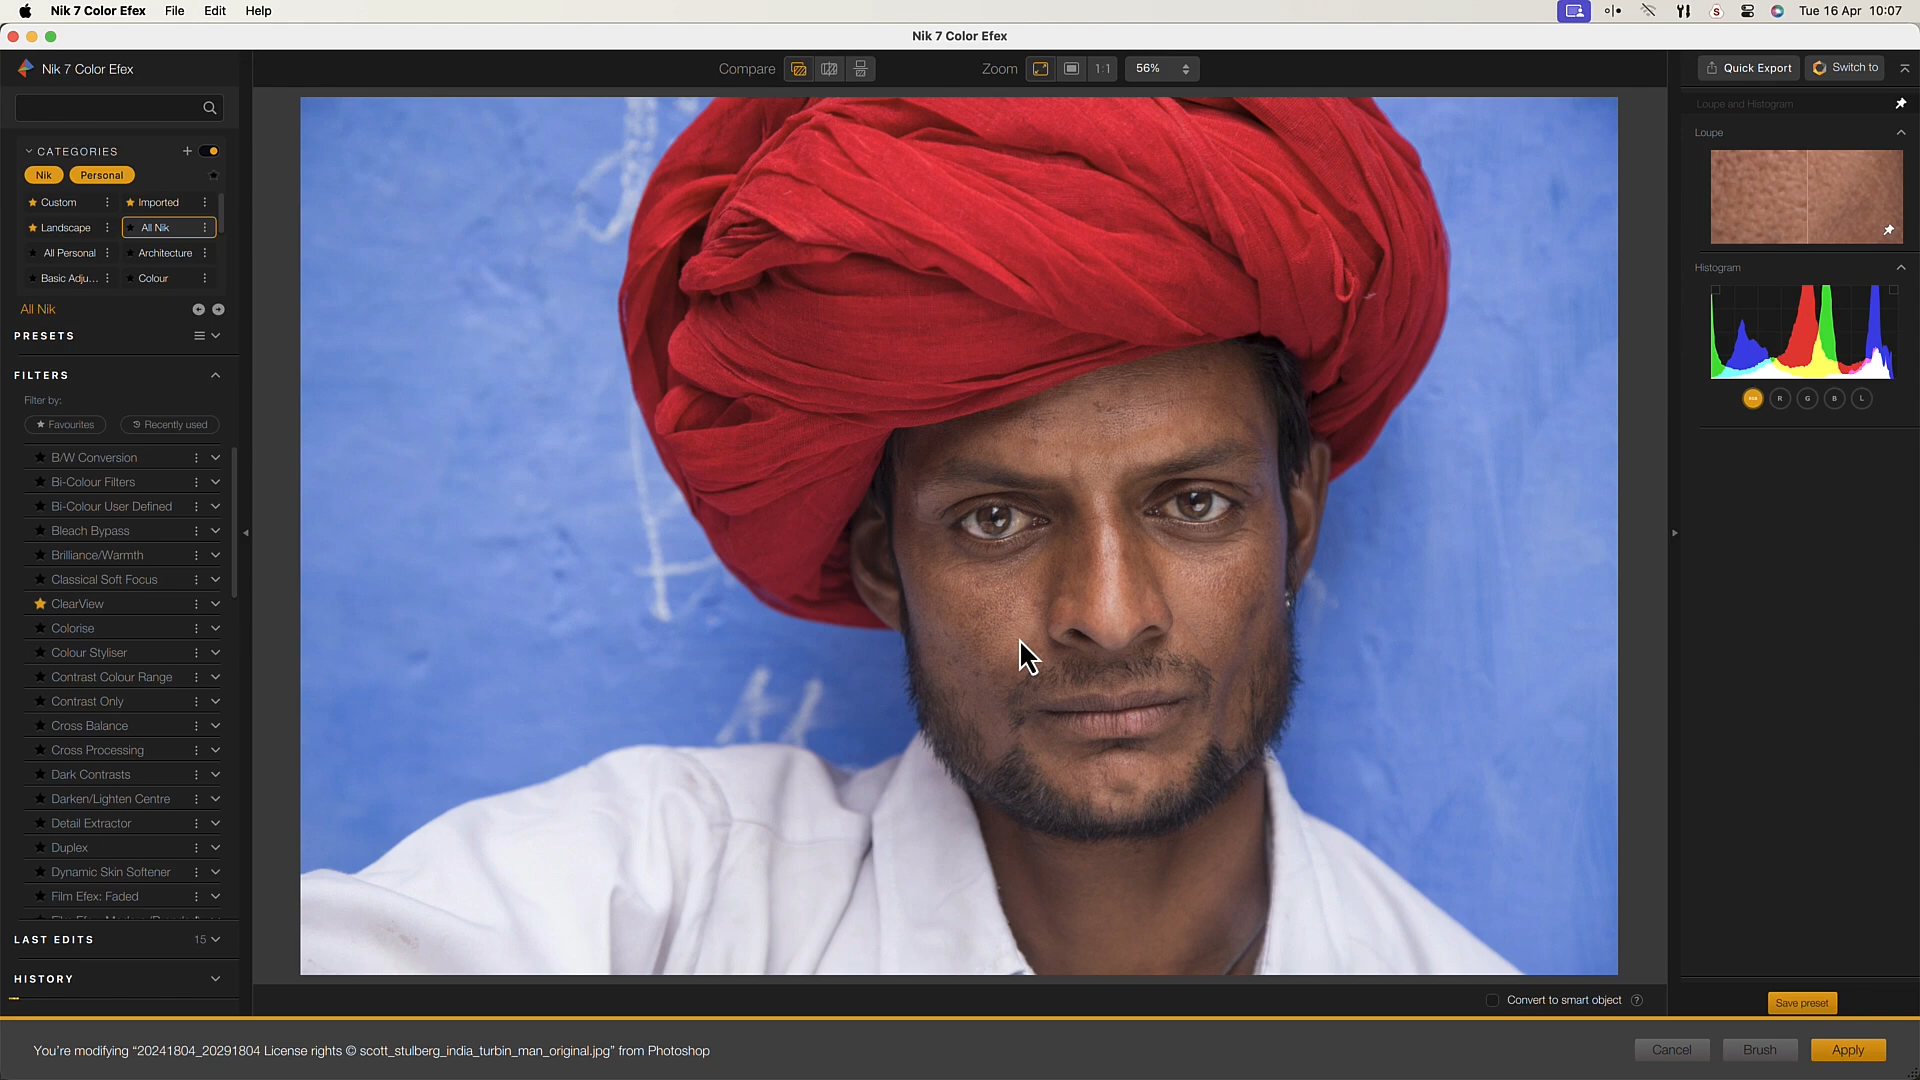 Nik 7 Color Efex File Edit Help
Tue 16 Apr 10:07
Nik 7 Color Efex
Nik 7 Color Efex
Compare
Zoom
1:1
56%
Quick Export
Switch to
CATEGORIES
Nik
Personal
Custom
Imported
Landscape
All Nik
All Personal
Architecture
Basic Adju...
Colour
All Nik
PRESETS
FILTERS
Filter by:
Favourites
Recently used
B/W Conversion
Bi-Colour Filters
Bi-Colour User Defined
Bleach Bypass
Brilliance/Warmth
Classical Soft Focus
ClearView
Colorise
Colour Styliser
Contrast Colour Range
Contrast Only
Cross Balance
Cross Processing
Dark Contrasts
Darken/Lighten Centre
Detail Extractor
Duplex
Dynamic Skin Softener
Film Efex: Faded
LAST EDITS
15
HISTORY
Loupe and Histogram
Loupe
Histogram
R
G
B
L
Convert to smart object
?
Save preset
You're modifying “20241804_20291804 License rights © scott_stulberg_india_turbin_man_original.jpg” from Photoshop
Cancel
Brush
Apply